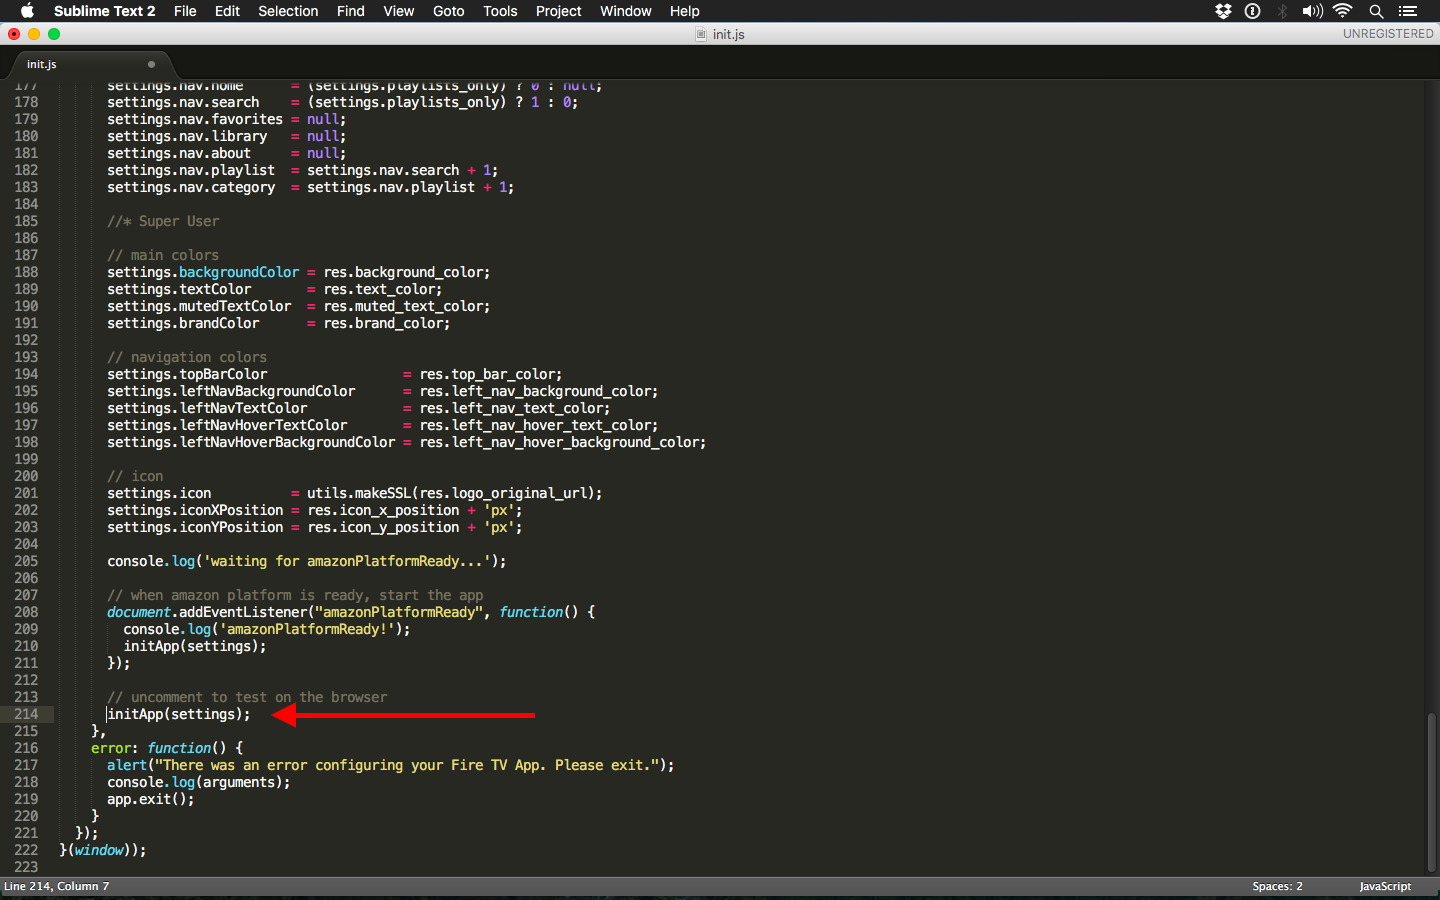 Sublime Text 2 File Edit Selection Find View Goto Tools Project Window Help
init.js UNREGISTERED
init.js
177 settings.nav.home = (settings.playlists_only) ? 0 : null;
178 settings.nav.search = (settings.playlists_only) ? 1 : 0;
179 settings.nav.favorites = null;
180 settings.nav.library = null;
181 settings.nav.about = null;
182 settings.nav.playlist = settings.nav.search + 1;
183 settings.nav.category = settings.nav.playlist + 1;
184
185 //* Super User
186
187 // main colors
188 settings.backgroundColor = res.background_color;
189 settings.textColor = res.text_color;
190 settings.mutedTextColor = res.muted_text_color;
191 settings.brandColor = res.brand_color;
192
193 // navigation colors
194 settings.topBarColor = res.top_bar_color;
195 settings.leftNavBackgroundColor = res.left_nav_background_color;
196 settings.leftNavTextColor = res.left_nav_text_color;
197 settings.leftNavHoverTextColor = res.left_nav_hover_text_color;
198 settings.leftNavHoverBackgroundColor = res.left_nav_hover_background_color;
199
200 // icon
201 settings.icon = utils.makeSSL(res.logo_original_url);
202 settings.iconXPosition = res.icon_x_position + 'px';
203 settings.iconYPosition = res.icon_y_position + 'px';
204
205 console.log('waiting for amazonPlatformReady...');
206
207 // when amazon platform is ready, start the app
208 document.addEventListener("amazonPlatformReady", function() {
209 console.log('amazonPlatformReady!');
210 initApp(settings);
211 });
212
213 // uncomment to test on the browser
214 initApp(settings);
215 },
216 error: function() {
217 alert("There was an error configuring your Fire TV App. Please exit.");
218 console.log(arguments);
219 app.exit();
220 }
221 });
222 }(window));
223
Line 214, Column 7 Spaces: 2 JavaScript